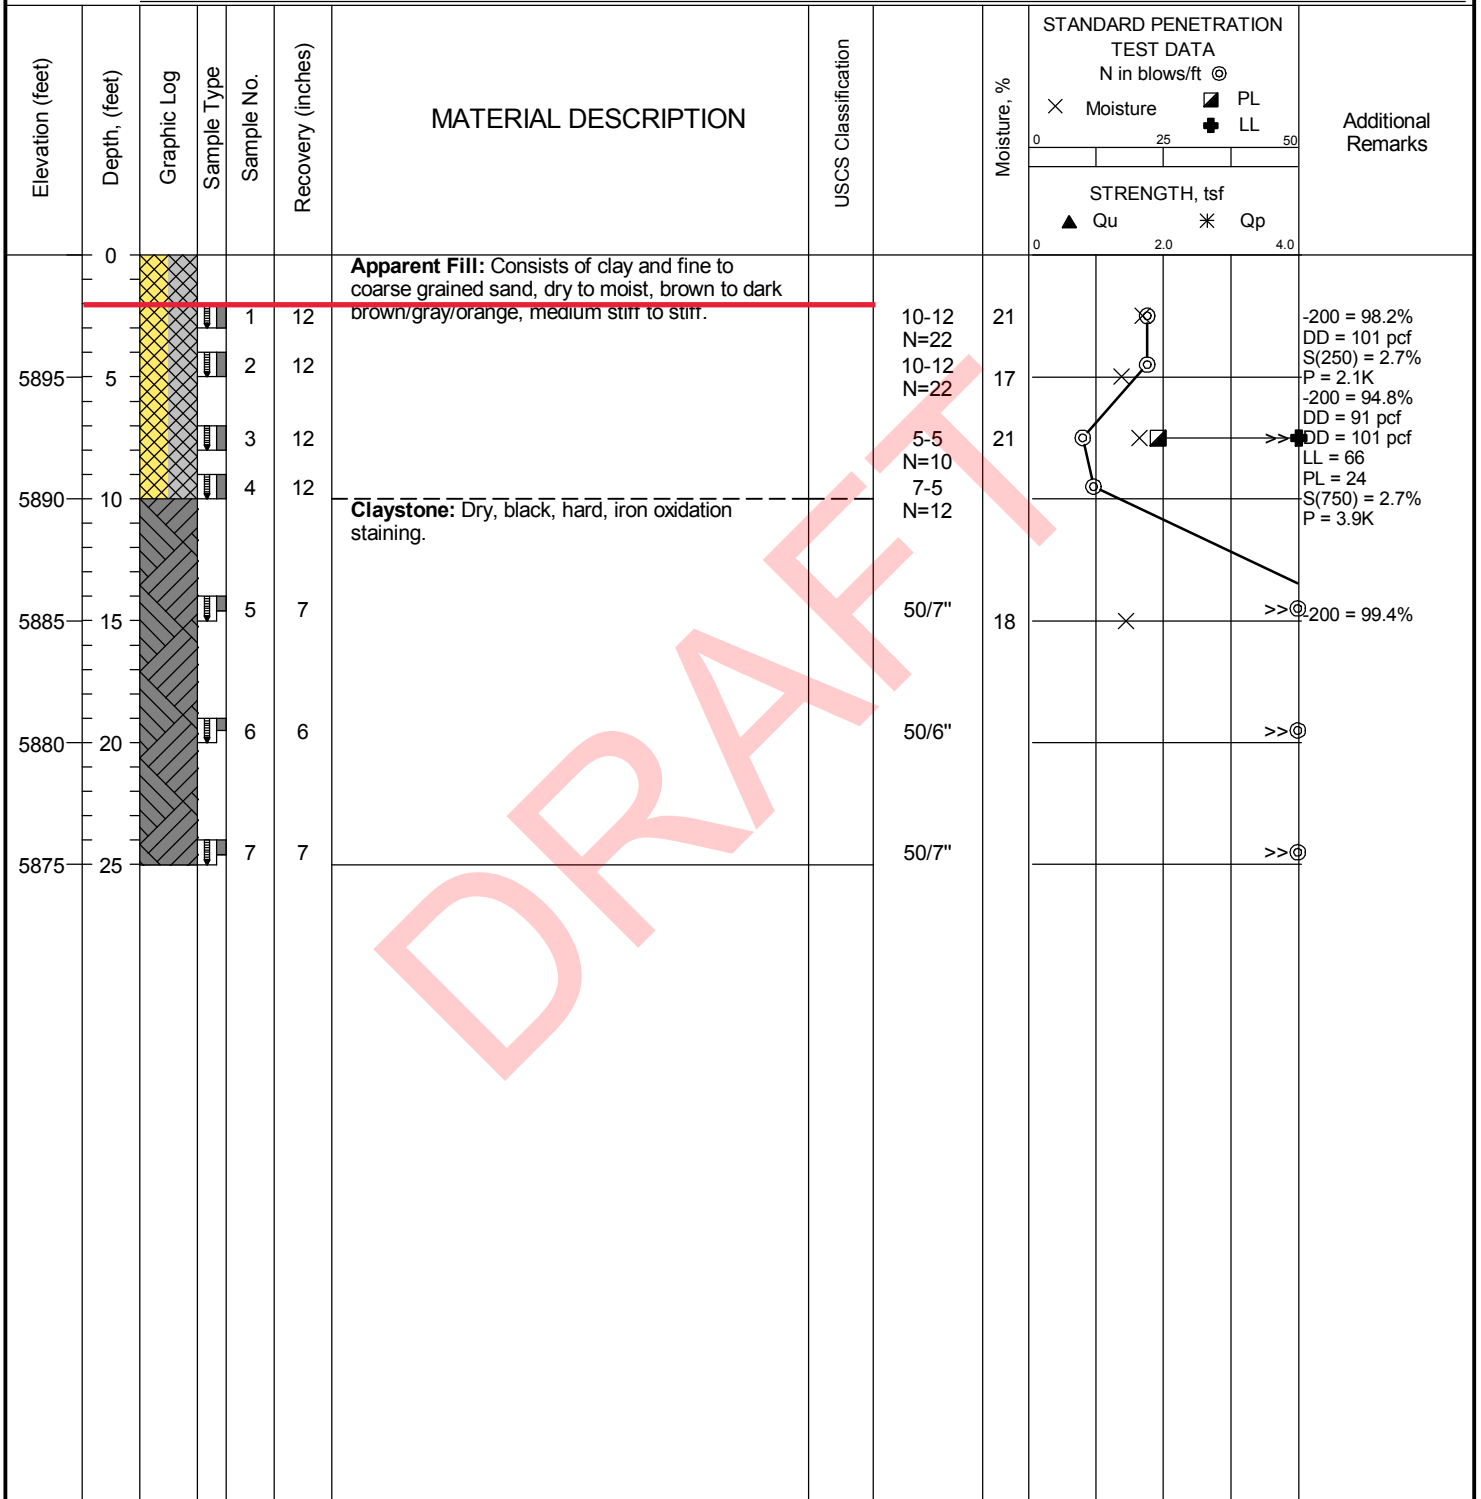 Elevation (feet)
Depth, (feet)
Graphic Log
Sample Type
Sample No.
Recovery (inches)
MATERIAL DESCRIPTION
USCS Classification
Moisture, %
STANDARD PENETRATION
TEST DATA
N in blows/ft
Moisture
PL
LL
0 25 50
STRENGTH, tsf
Qu Qp
0 2.0 4.0
Additional
Remarks
0
Apparent Fill: Consists of clay and fine to
coarse grained sand, dry to moist, brown to dark
brown/gray/orange, medium stiff to stiff.
1 12 10-12 21
N=22
-200 = 98.2%
DD = 101 pcf
S(250) = 2.7%
P = 2.1K
2 12 10-12
N=22
5895 5 17
-200 = 94.8%
DD = 91 pcf
3 12 5-5 21 >> DD = 101 pcf
N=10
LL = 66
PL = 24
S(750) = 2.7%
P = 3.9K
4 12 7-5
N=12
5890 10
Claystone: Dry, black, hard, iron oxidation
staining.
5 7 50/7" >> -200 = 99.4%
5885 15 18
6 6 50/6" >>
5880 20
7 7 50/7" >>
5875 25
DRAFT